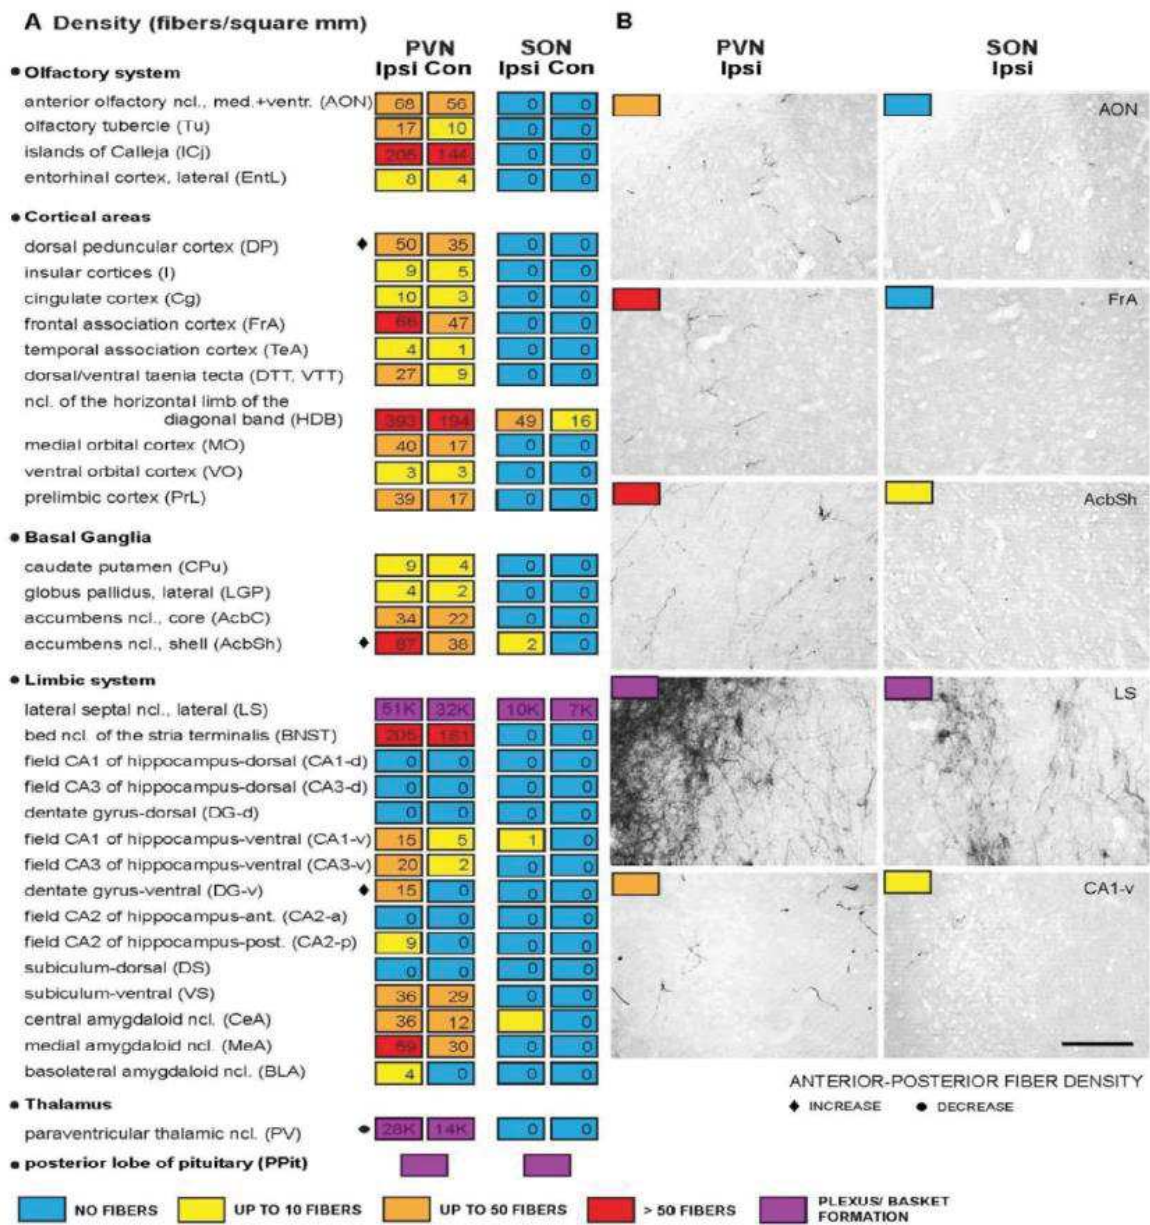 A Density (fibers/square mm)
PVN SON
Ipsi Con Ipsi Con
• Olfactory system
anterior olfactory ncl., med.+ventr. (AON) 68 56 0 0
olfactory tubercle (Tu) 17 10 0 0
islands of Calleja (ICj) 205 144 0 0
entorhinal cortex, lateral (EntL) 8 4 0 0
• Cortical areas
dorsal peduncular cortex (DP) ♦ 50 35 0 0
insular cortices (I) 9 5 0 0
cingulate cortex (Cg) 10 3 0 0
frontal association cortex (FrA) 66 47 0 0
temporal association cortex (TeA) 4 1 0 0
dorsal/ventral taenia tecta (DTT, VTT) 27 9 0 0
ncl. of the horizontal limb of the
diagonal band (HDB) 393 194 49 16
medial orbital cortex (MO) 40 17 0 0
ventral orbital cortex (VO) 3 3 0 0
prelimbic cortex (PrL) 39 17 0 0
• Basal Ganglia
caudate putamen (CPu) 9 4 0 0
globus pallidus, lateral (LGP) 4 2 0 0
accumbens ncl., core (AcbC) 34 22 0 0
accumbens ncl., shell (AcbSh) ♦ 87 38 2 0
• Limbic system
lateral septal ncl., lateral (LS) 51K 32K 10K 7K
bed ncl. of the stria terminalis (BNST) 205 181 0 0
field CA1 of hippocampus-dorsal (CA1-d) 0 0 0 0
field CA3 of hippocampus-dorsal (CA3-d) 0 0 0 0
dentate gyrus-dorsal (DG-d) 0 0 0 0
field CA1 of hippocampus-ventral (CA1-v) 15 5 1 0
field CA3 of hippocampus-ventral (CA3-v) 20 2 0 0
dentate gyrus-ventral (DG-v) ♦ 15 0 0 0
field CA2 of hippocampus-ant. (CA2-a) 0 0 0 0
field CA2 of hippocampus-post. (CA2-p) 9 0 0 0
subiculum-dorsal (DS) 0 0 0 0
subiculum-ventral (VS) 36 29 0 0
central amygdaloid ncl. (CeA) 36 12 0
medial amygdaloid ncl. (MeA) 59 30 0 0
basolateral amygdaloid ncl. (BLA) 4 0 0 0
• Thalamus
paraventricular thalamic ncl. (PV) ● 28K 14K 0 0
• posterior lobe of pituitary (PPit)
NO FIBERS UP TO 10 FIBERS UP TO 50 FIBERS > 50 FIBERS PLEXUS/ BASKET
FORMATION
B
PVN SON
Ipsi Ipsi
AON
FrA
AcbSh
LS
CA1-v
ANTERIOR-POSTERIOR FIBER DENSITY
♦ INCREASE ● DECREASE